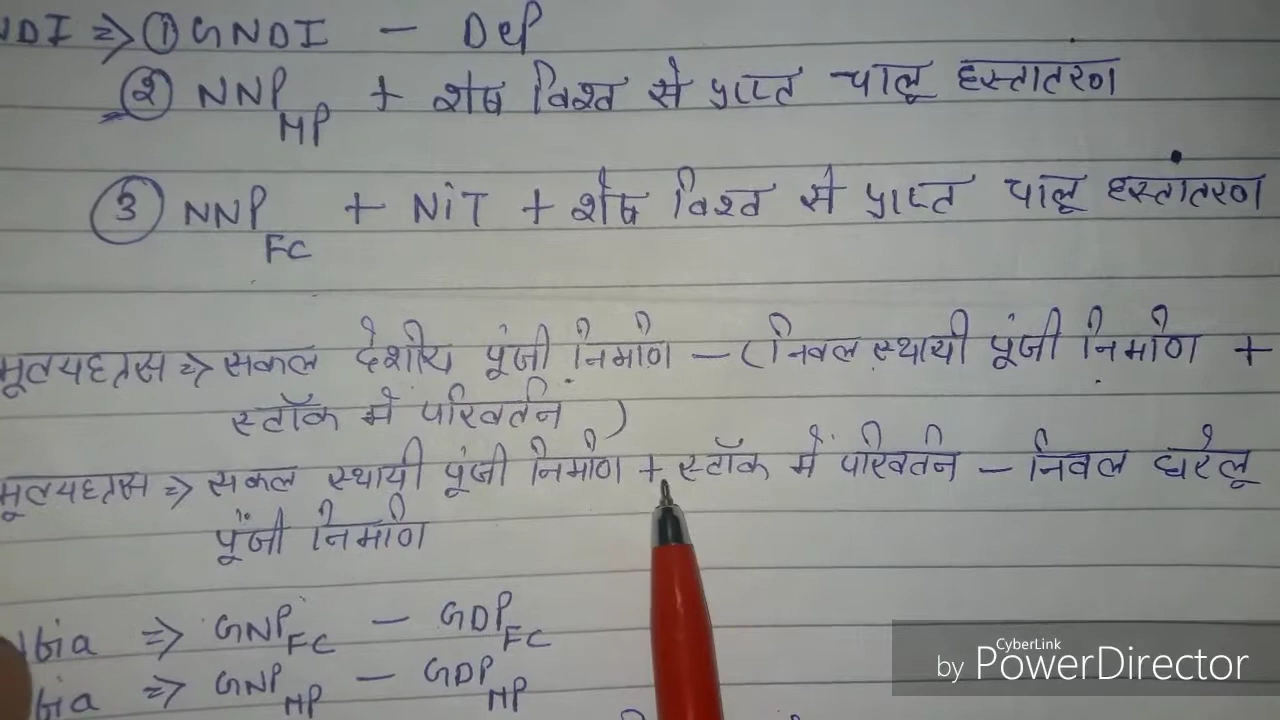 NDI ⇒ ① GNDI - Dep
② NNP MP + शेष विश्व से प्राप्त चालू हस्तातरण
③ NNP FC + NiT + शेष विश्व से प्राप्त चालू हस्तांतरण
मूल्यह्रास ⇒ सकल देशीय पूंजी निर्माण - (निवल स्थायी पूंजी निर्माण +
स्टॉक मे परिवर्तन )
मूल्यह्रास ⇒ सकल स्थायी पूंजी निर्माण + स्टॉक में परिवर्तन - निवल घरेलू
पूंजी निर्माण
⇒ GNP FC - GDP FC
⇒ GNP MP - GDP MP
CyberLink
by PowerDirector